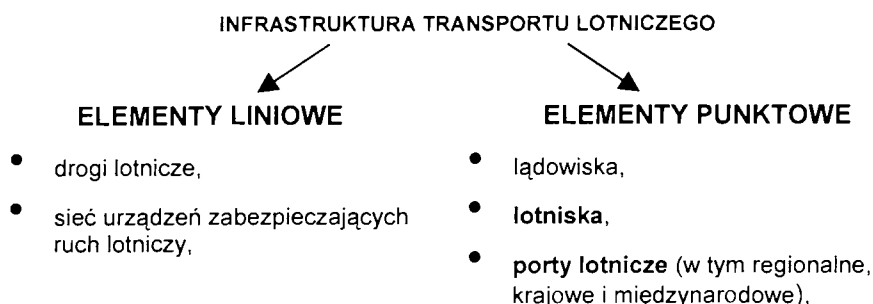 INFRASTRUKTURA TRANSPORTU LOTNICZEGO
ELEMENTY LINIOWE
• drogi lotnicze,
• sieć urządzeń zabezpieczających
ruch lotniczy,
ELEMENTY PUNKTOWE
• lądowiska,
• lotniska,
• porty lotnicze (w tym regionalne,
krajowe i międzynarodowe),